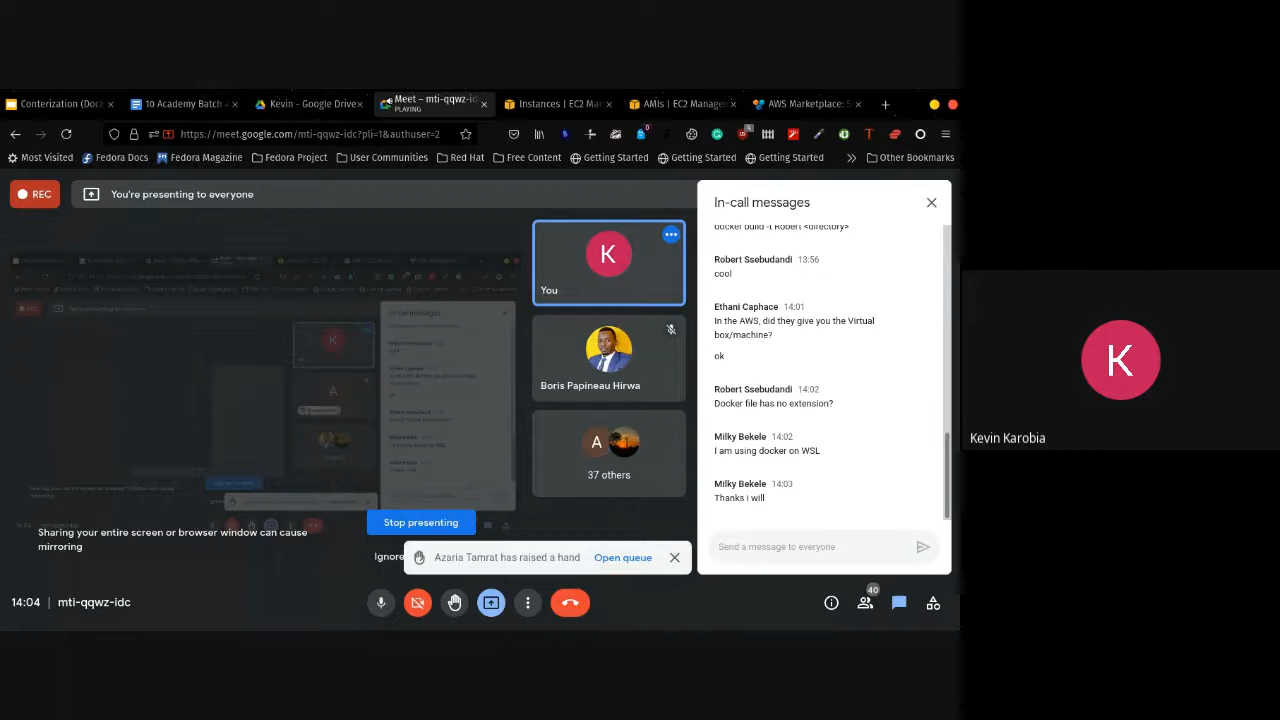 Conterization (Doc
10 Academy Batch
Kevin - Google Drive
Meet – mti-qqwz-id
PLAYING
Instances | EC2 Man
AMIs | EC2 Manage
AWS Marketplace: S
https://meet.google.com/mti-qqwz-idc?pli=1&authuser=2
Most Visited
Fedora Docs
Fedora Magazine
Fedora Project
User Communities
Red Hat
Free Content
Getting Started
Getting Started
Getting Started
Other Bookmarks
REC
You're presenting to everyone
In-call messages
docker build -t Robert <directory>
Robert Ssebudandi 13:56
cool
Ethani Caphace 14:01
In the AWS, did they give you the Virtual
box/machine?
ok
Robert Ssebudandi 14:02
Docker file has no extension?
Milky Bekele 14:02
I am using docker on WSL
Milky Bekele 14:03
Thanks i will
Send a message to everyone
K
You
Boris Papineau Hirwa
A
37 others
Sharing your entire screen or browser window can cause
mirroring
Stop presenting
Ignore
Azaria Tamrat has raised a hand
Open queue
14:04 | mti-qqwz-idc
40
K
Kevin Karobia